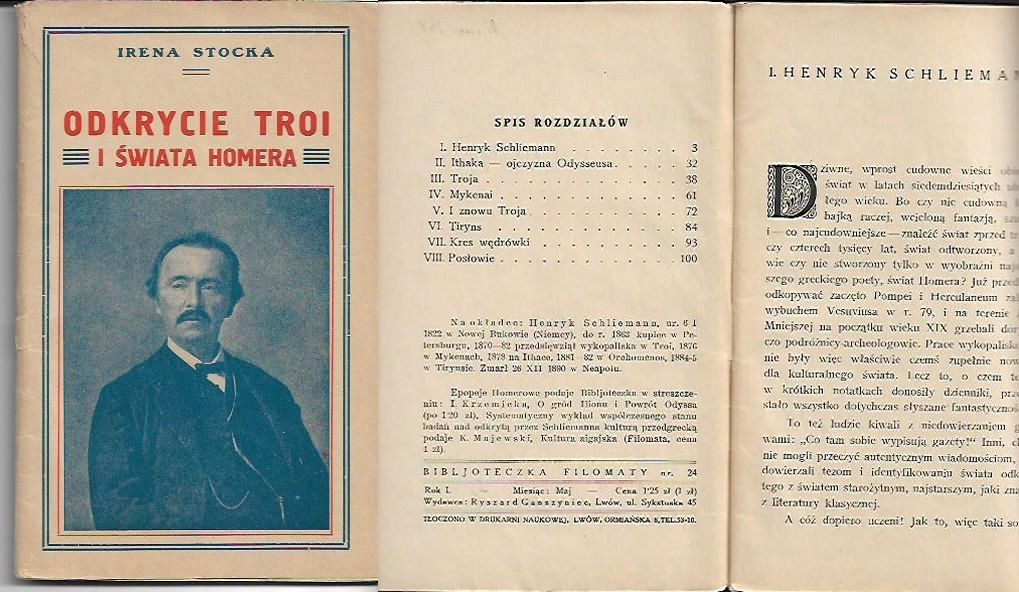 IRENA STOCKA
ODKRYCIE TROI
I ŚWIATA HOMERA
SPIS ROZDZIAŁÓW
I. Henryk Schliemann . . . . . . . . 3
II. Ithaka — ojczyzna Odysseusa . . . . . 32
III. Troja . . . . . . . . . . . . . 38
IV. Mykenai . . . . . . . . . . . . 61
V. I znowu Troja . . . . . . . . . . 72
VI. Tiryns . . . . . . . . . . . . 84
VII. Kres wędrówki . . . . . . . . . 93
VIII. Posłowie . . . . . . . . . . . 100
Na okładce: Henryk Schliemann, ur. 6 I
1822 w Nowej Bukowie (Niemcy), do r. 1863 kupiec w Pe-
tersburgu, 1870-82 przedsięwziął wykopaliska w Troi, 1876
w Mykenach, 1878 na Ithace, 1881-82 w Orchomenos, 1884-5
w Tirynsie. Zmarł 26 XII 1890 w Neapolu.
Epopeje Homerowe podaje Bibljoteczka w streszcze-
niu: I. Krzemicka, O gród Ilionu i Powrót Odyssa
(po 1·20 zł). Systematyczny wykład współczesnego stanu
badań nad odkrytą przez Schliemanna kulturą przedgrecką
podaje K. Majewski, Kultura aigajska (Filomata, cena
1 zł).
BIBLJOTECZKA FILOMATY nr. 24
Rok I. — Miesiąc: Maj — Cena 1·25 zł (1 zł)
Wydawca: Ryszard Ganszyniec, Lwów, ul. Sykstuska 45
TŁOCZONO W DRUKARNI NAUKOWEJ, LWÓW, ORMIAŃSKA 8, TEL. 53-10.
I. HENRYK SCHLIEMAN
Dziwne, wprost cudowne wieści
świat w latach siedemdziesiątych
łego wieku. Bo czy nie cudowną
bajką raczej, wcieloną fantazją,
i — co najcudowniejsze — znaleźć świat zprzed
czy czterech tysięcy lat, świat odtworzony, a
wie czy nie stworzony tylko w wyobraźni naj
szego greckiego poety, świat Homera? Już przed
odkopywać zaczęto Pompei i Herculaneum za
wybuchem Vesuviusa w r. 79, i na terenie
Mniejszej na początku wieku XIX grzebali dor
czo podróżnicy-archeologowie. Prace wykopalisk
nie były więc właściwie czemś zupełnie now
dla kulturalnego świata. Lecz to, o czem te
w krótkich notatkach donosiły dzienniki, prze
stało wszystko dotychczas słyszane fantastyczno
To też ludzie kiwali z niedowierzaniem g
wami: „Co tam sobie wypisują gazety!" Inni, c
nie mogli przeczyć autentycznym wiadomościom,
dowierzali tezom i identyfikowaniu świata odk
tego z światem starożytnym, najstarszym, jaki zna
z literatury klasycznej.
A cóż dopiero uczeni! Jak to, więc taki so